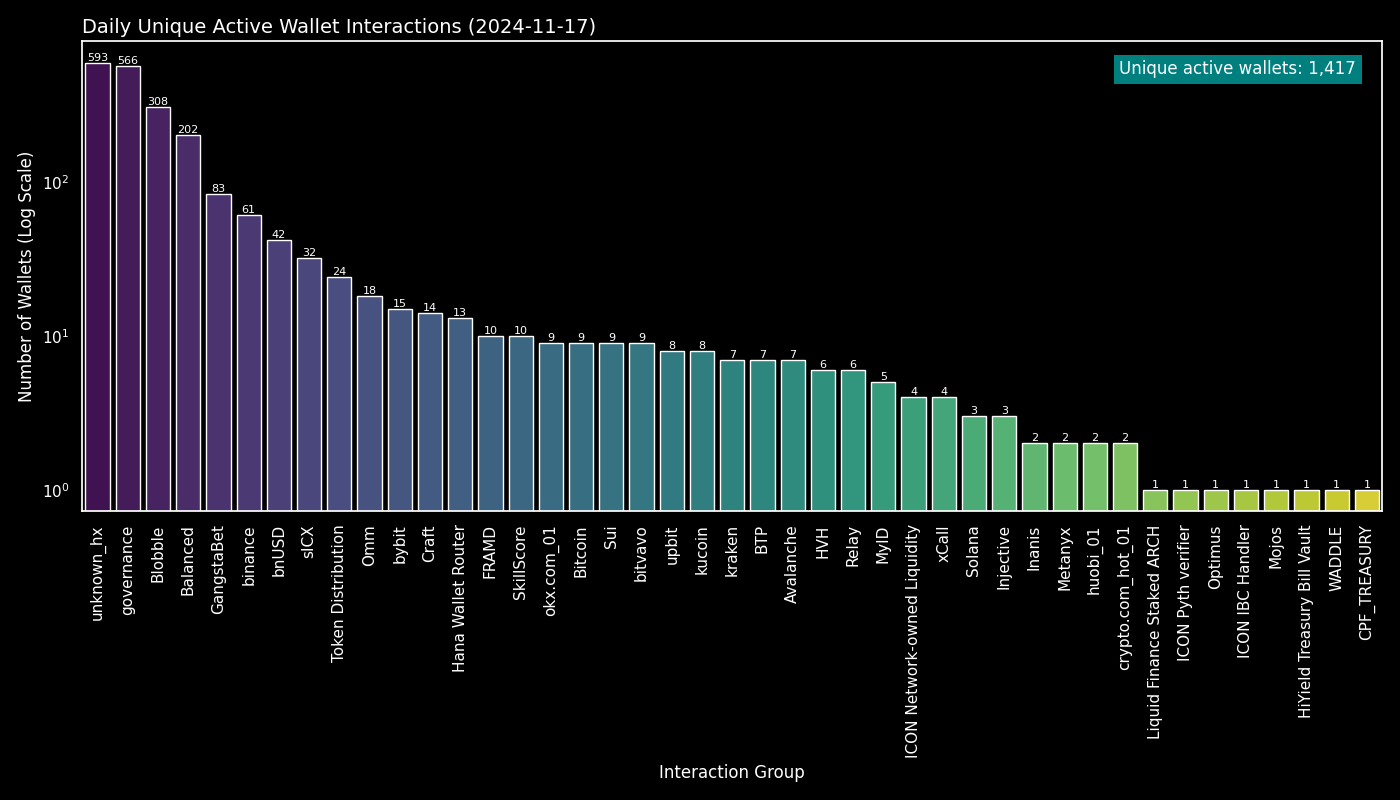 Daily Unique Active Wallet Interactions (2024-11-17)
Unique active wallets: 1,417
Number of Wallets (Log Scale)
10²
10¹
10⁰
593
566
308
202
83
61
42
32
24
18
15
14
13
10
10
9
9
9
9
8
8
7
7
7
6
6
5
4
4
3
3
2
2
2
2
1
1
1
1
1
1
1
1
unknown_hx
governance
Blobble
Balanced
GangstaBet
binance
bnUSD
sICX
Token Distribution
Omm
bybit
Craft
Hana Wallet Router
FRAMD
SkillScore
okx.com_01
Bitcoin
Sui
bitvavo
upbit
kucoin
kraken
BTP
Avalanche
HVH
Relay
MyID
ICON Network-owned Liquidity
xCall
Solana
Injective
Inanis
Metanyx
huobi_01
crypto.com_hot_01
Liquid Finance Staked ARCH
ICON Pyth verifier
Optimus
ICON IBC Handler
Mojos
HiYield Treasury Bill Vault
WADDLE
CPF_TREASURY
Interaction Group